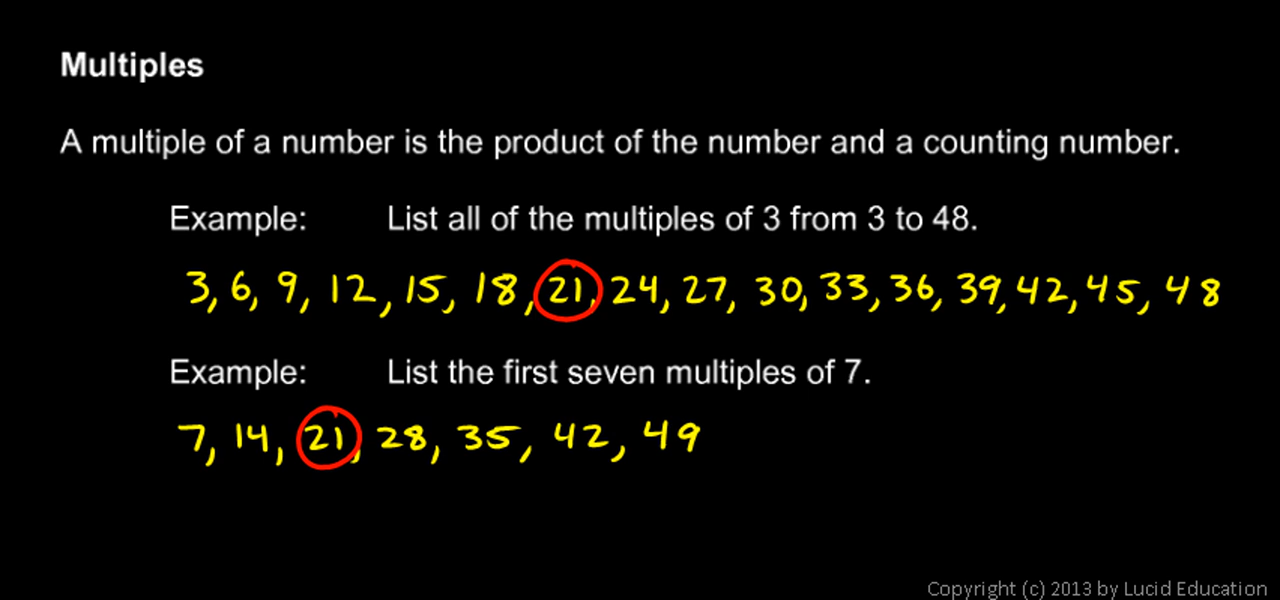 Multiples
A multiple of a number is the product of the number and a counting number.
Example: List all of the multiples of 3 from 3 to 48.
3, 6, 9, 12, 15, 18, 21, 24, 27, 30, 33, 36, 39, 42, 45, 48
Example: List the first seven multiples of 7.
7, 14, 21, 28, 35, 42, 49
Copyright (c) 2013 by Lucid Education